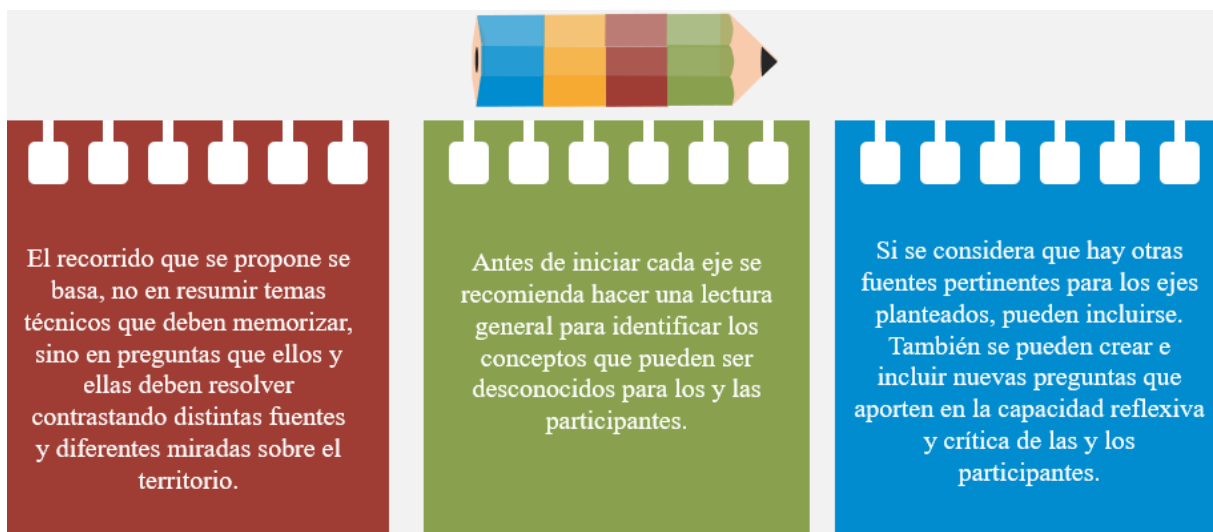 El recorrido que se propone se
basa, no en resumir temas
técnicos que deben memorizar,
sino en preguntas que ellos y
ellas deben resolver
contrastando distintas fuentes
y diferentes miradas sobre el
territorio.
Antes de iniciar cada eje se
recomienda hacer una lectura
general para identificar los
conceptos que pueden ser
desconocidos para los y las
participantes.
Si se considera que hay otras
fuentes pertinentes para los ejes
planteados, pueden incluirse.
También se pueden crear e
incluir nuevas preguntas que
aporten en la capacidad reflexiva
y crítica de las y los
participantes.